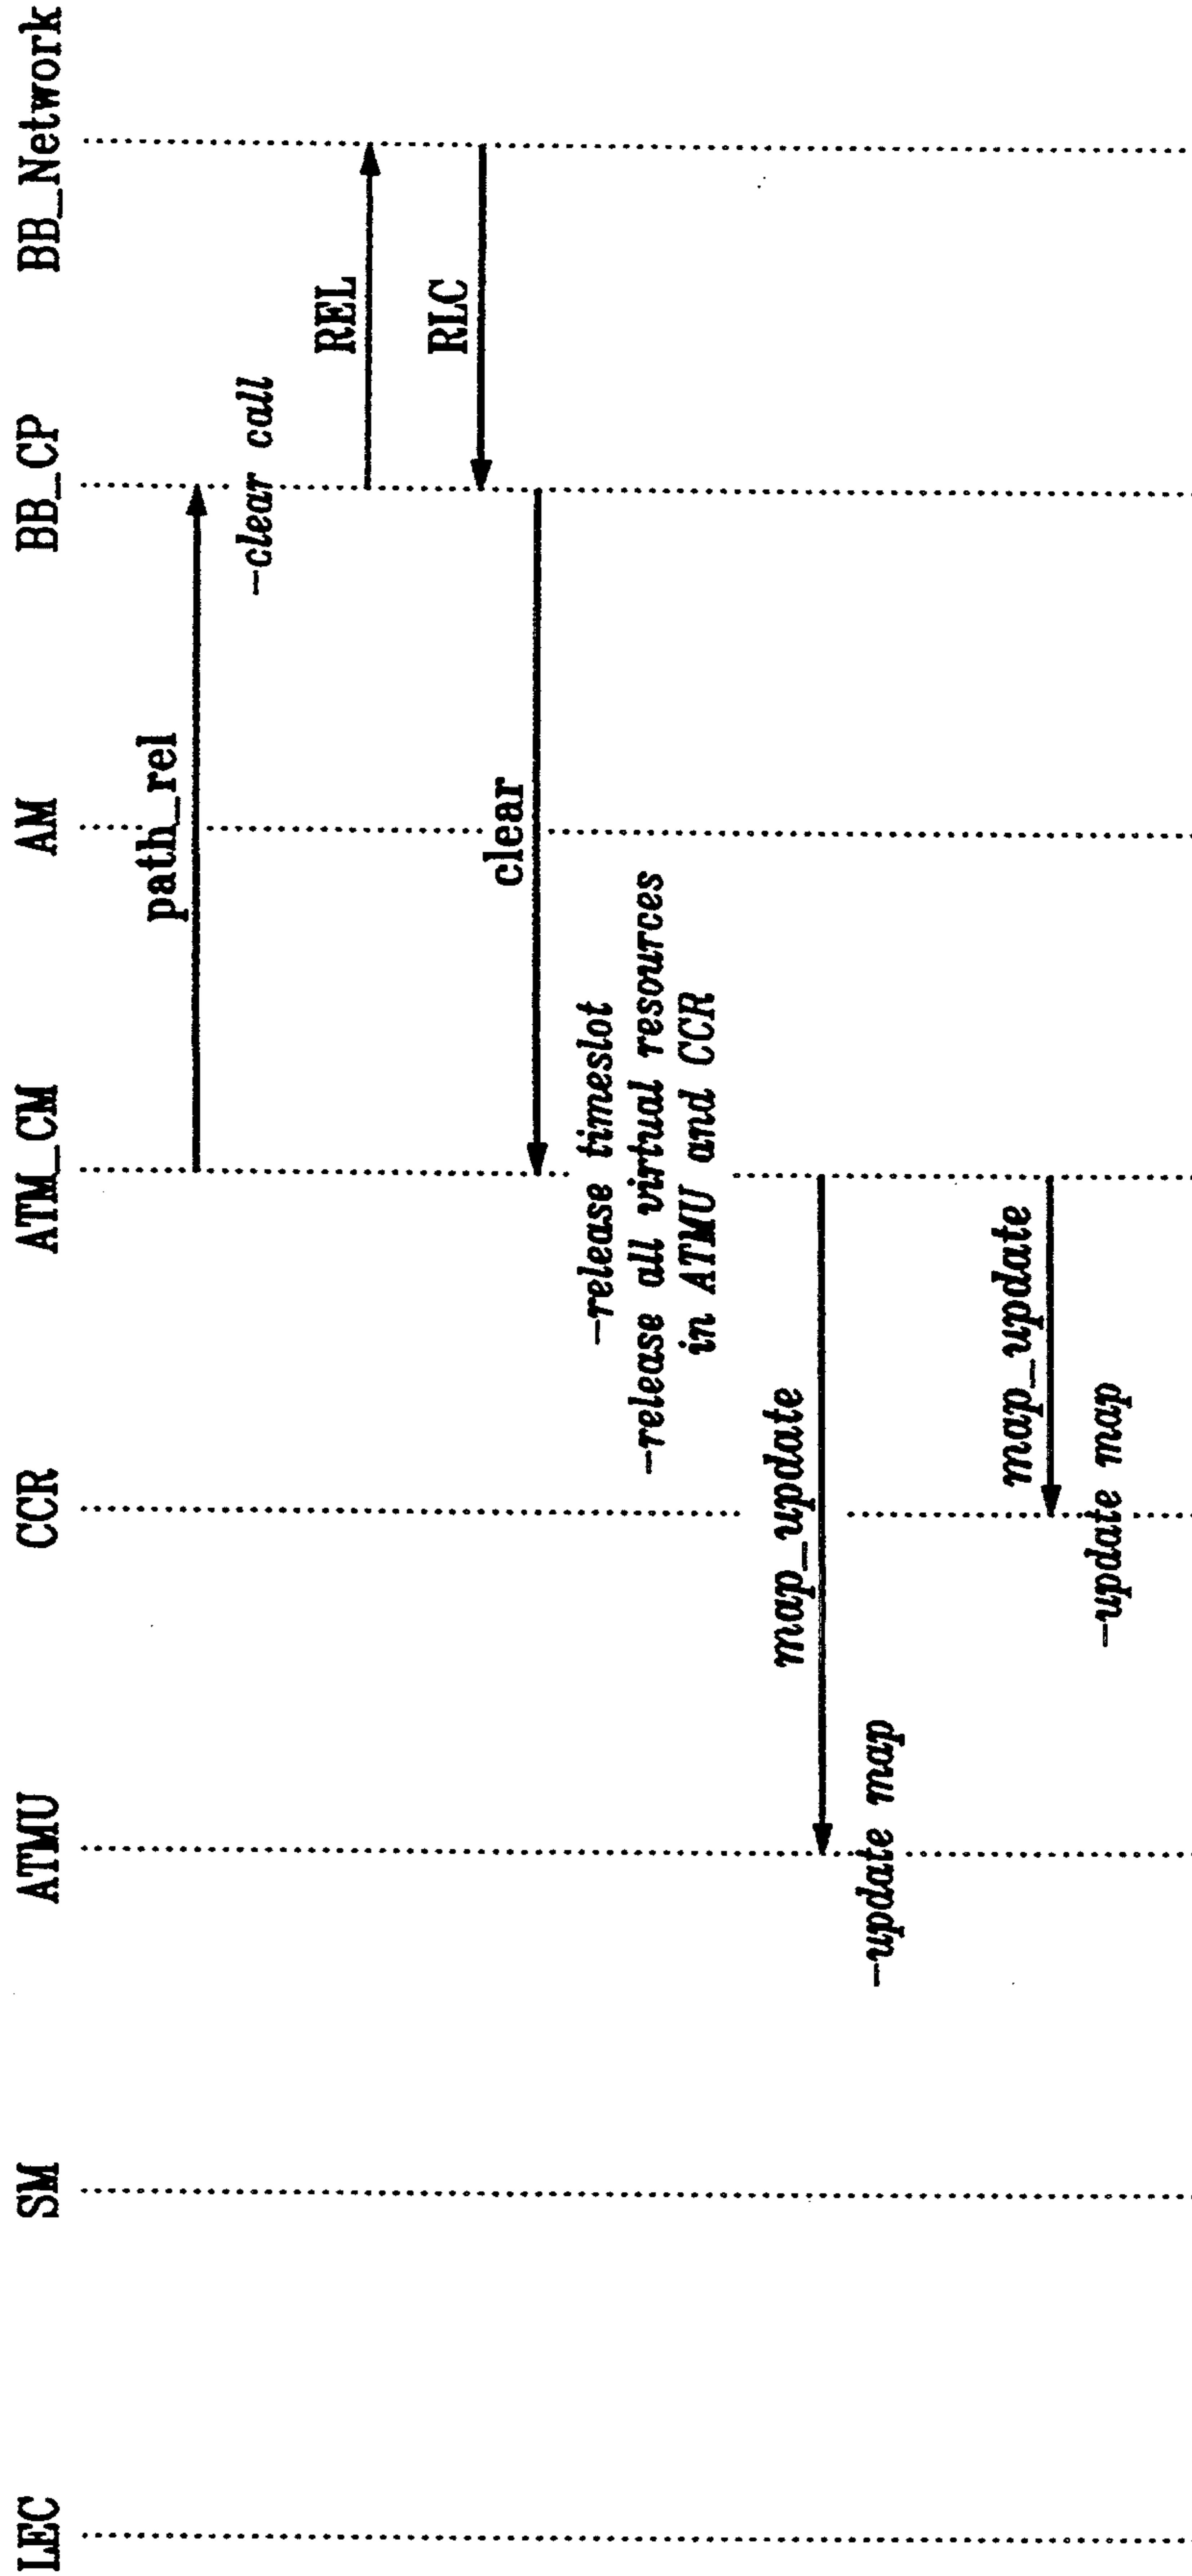 LEC SM ATMU CCR ATM_CM AM BB_CP BB_Network
path_rel
-clear call
REL
RLC
clear
-release timeslot
-release all virtual resources
in ATMU and CCR
map_update
-update map
map_update
-update map